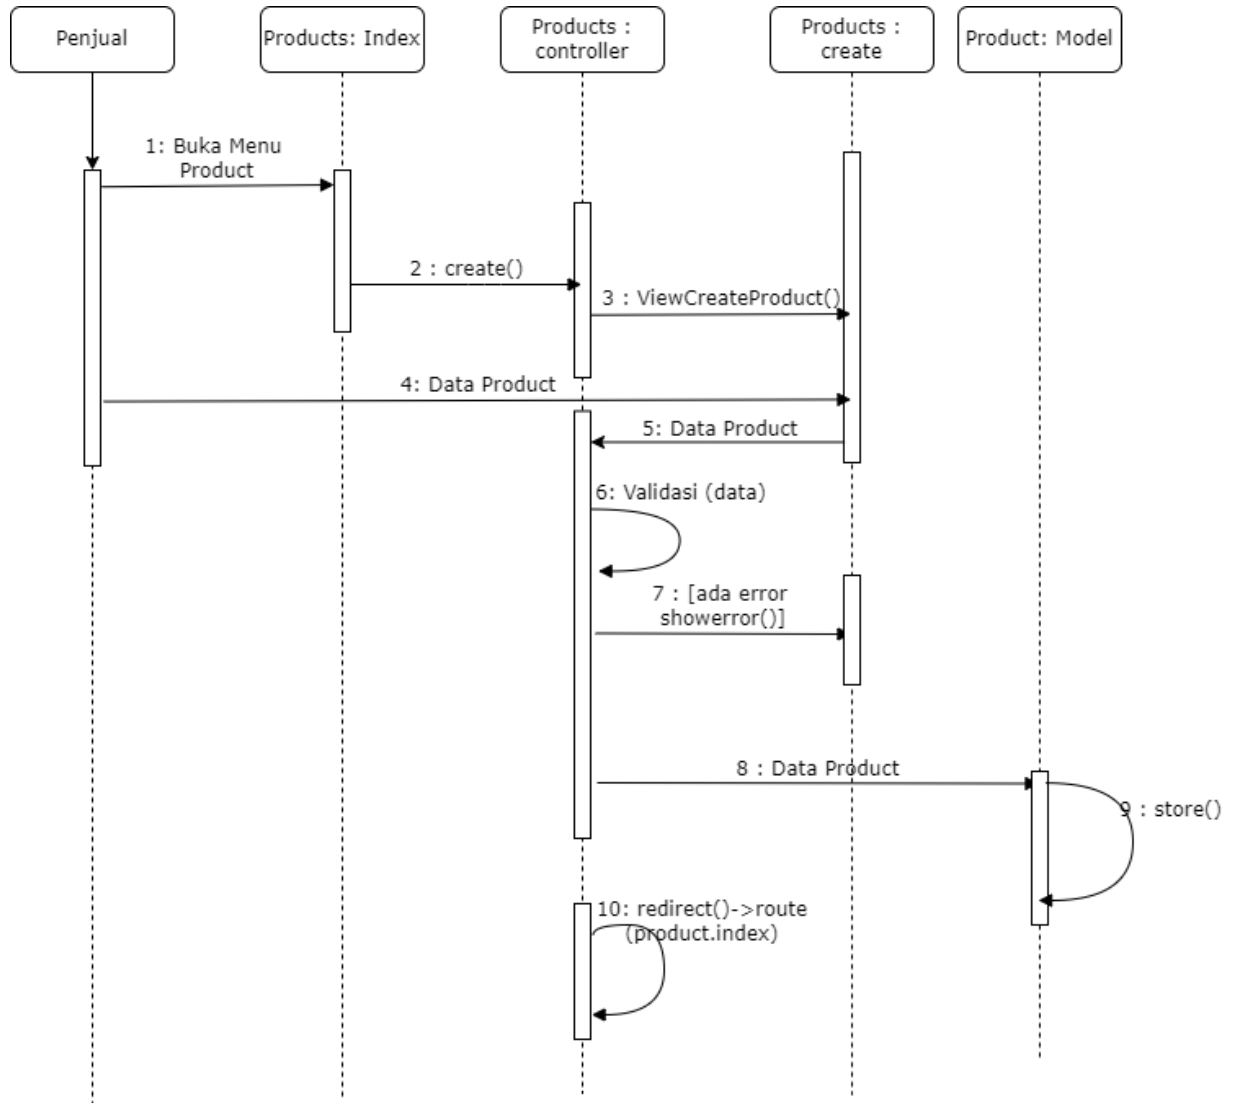 Penjual
Products: Index
Products :
controller
Products :
create
Product: Model
1: Buka Menu
Product
2 : create()
3 : ViewCreateProduct()
4: Data Product
5: Data Product
6: Validasi (data)
7 : [ada error
showerror()]
8 : Data Product
9 : store()
10: redirect()->route
(product.index)